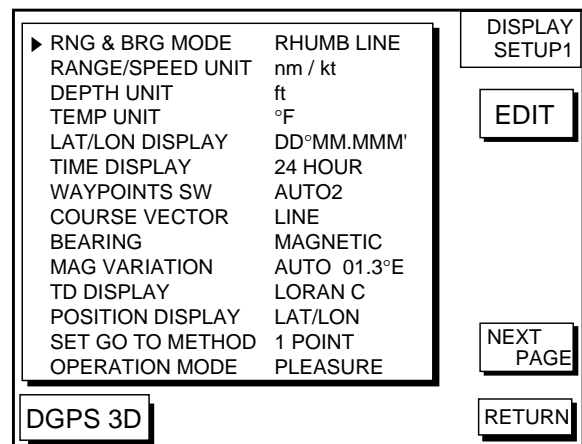 DISPLAY
SETUP1
▶ RNG & BRG MODE RHUMB LINE
RANGE/SPEED UNIT nm / kt
DEPTH UNIT ft
TEMP UNIT °F
LAT/LON DISPLAY DD°MM.MMM'
TIME DISPLAY 24 HOUR
WAYPOINTS SW AUTO2
COURSE VECTOR LINE
BEARING MAGNETIC
MAG VARIATION AUTO 01.3°E
TD DISPLAY LORAN C
POSITION DISPLAY LAT/LON
SET GO TO METHOD 1 POINT
OPERATION MODE PLEASURE
EDIT
NEXT
PAGE
DGPS 3D
RETURN